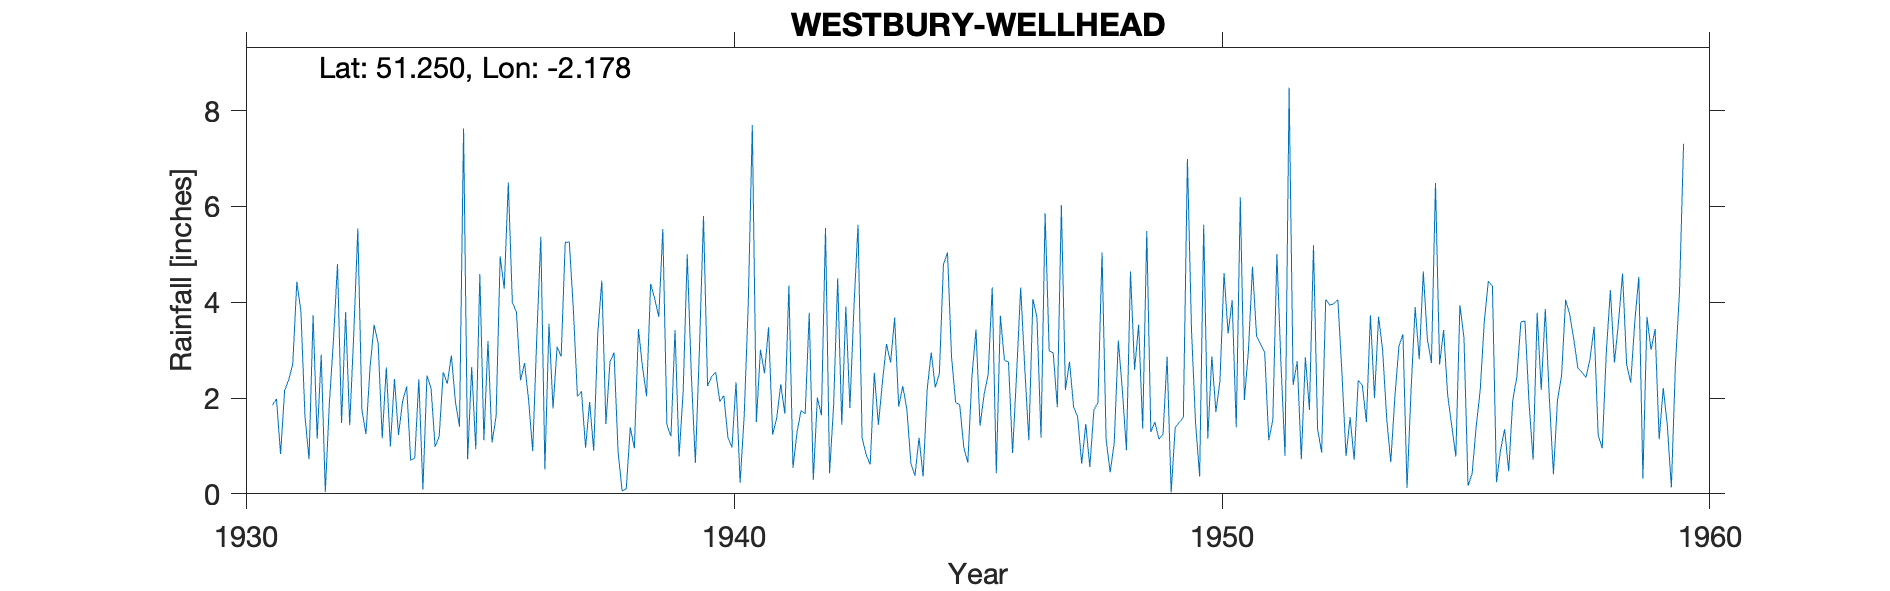 WESTBURY-WELLHEAD
Lat: 51.250, Lon: -2.178
Rainfall [inches]
8
6
4
2
0
1930 1940 1950 1960
Year